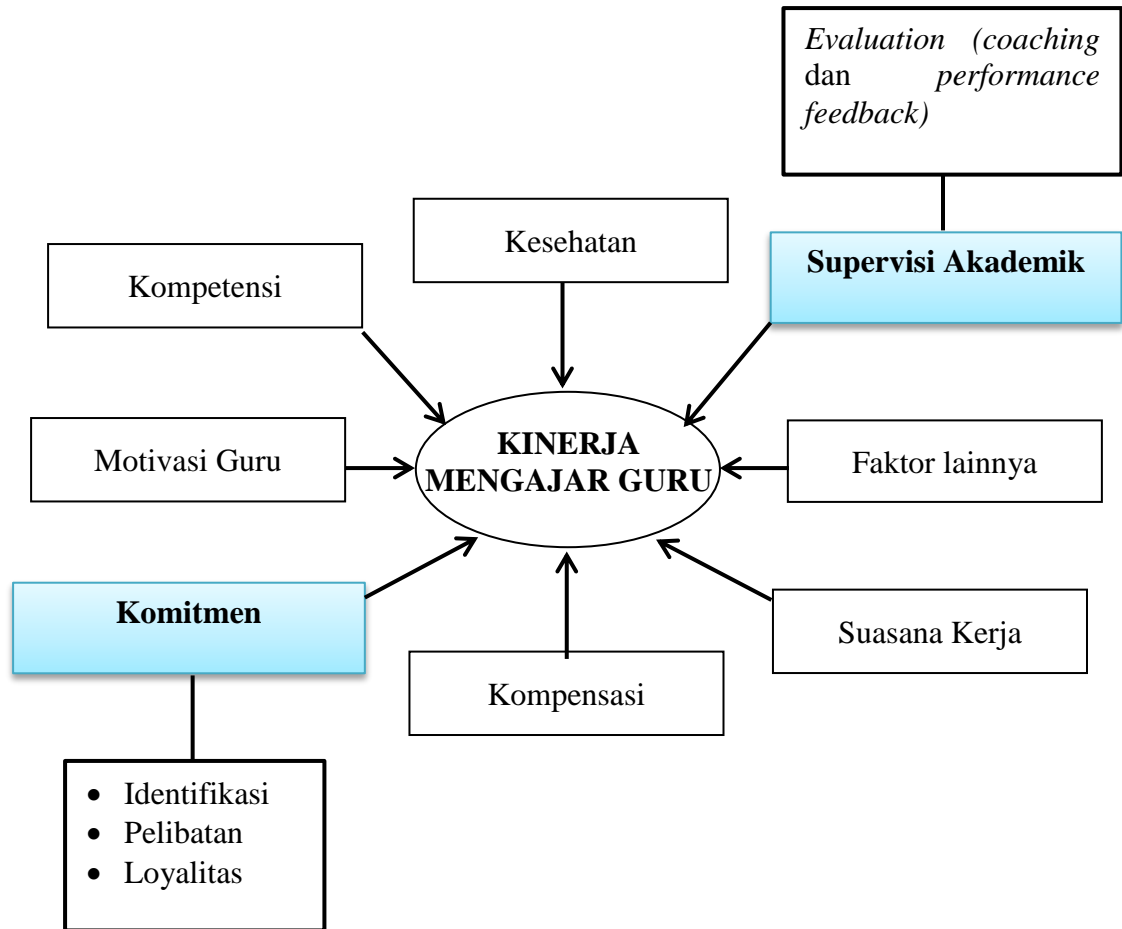 Evaluation (coaching
dan performance
feedback)
Kesehatan
Supervisi Akademik
Kompetensi
KINERJA
MENGAJAR GURU
Motivasi Guru
Faktor lainnya
Komitmen
Suasana Kerja
Kompensasi
• Identifikasi
• Pelibatan
• Loyalitas